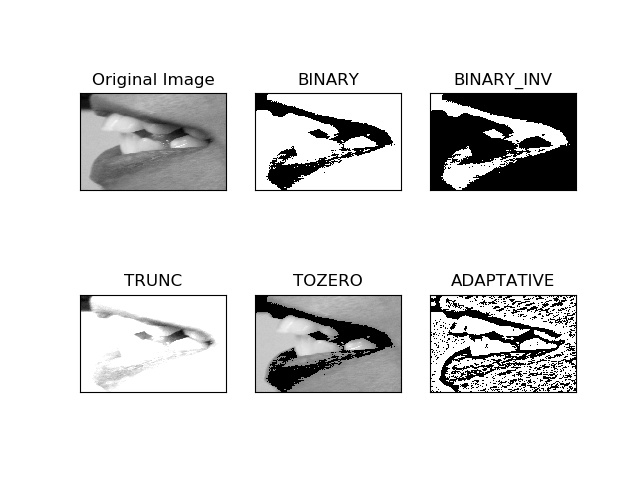 Original Image
BINARY
BINARY_INV
TRUNC
TOZERO
ADAPTATIVE